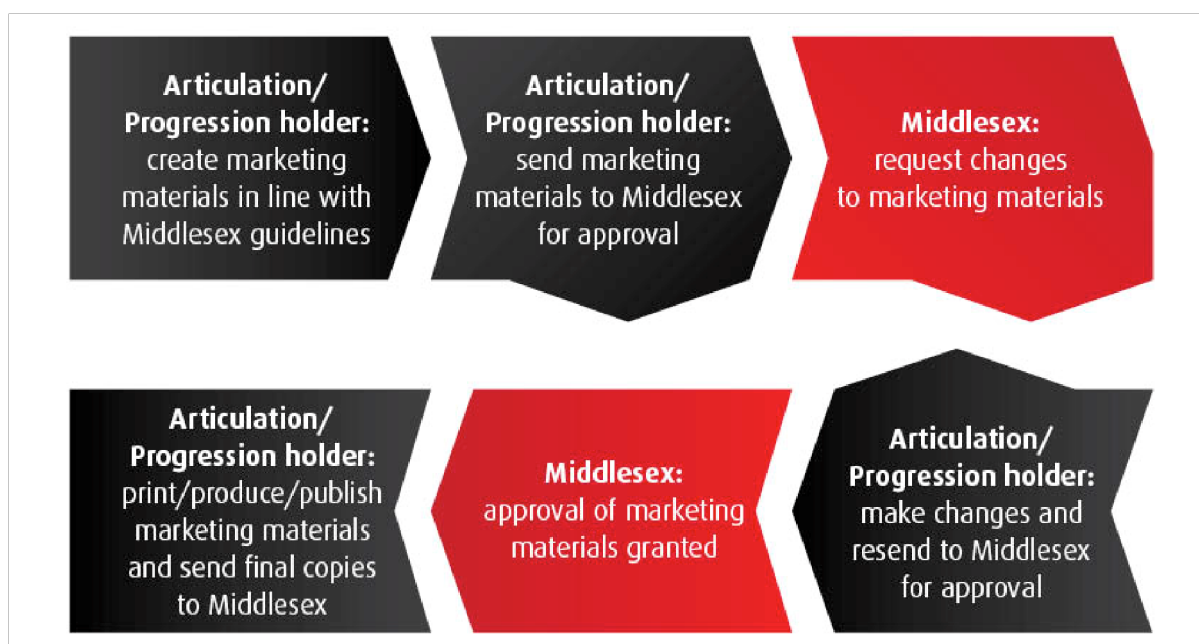 Articulation/
Progression holder:
create marketing
materials in line with
Middlesex guidelines
Articulation/
Progression holder:
send marketing
materials to Middlesex
for approval
Middlesex:
request changes
to marketing materials
Articulation/
Progression holder:
print/produce/publish
marketing materials
and send final copies
to Middlesex
Middlesex:
approval of marketing
materials granted
Articulation/
Progression holder:
make changes and
resend to Middlesex
for approval